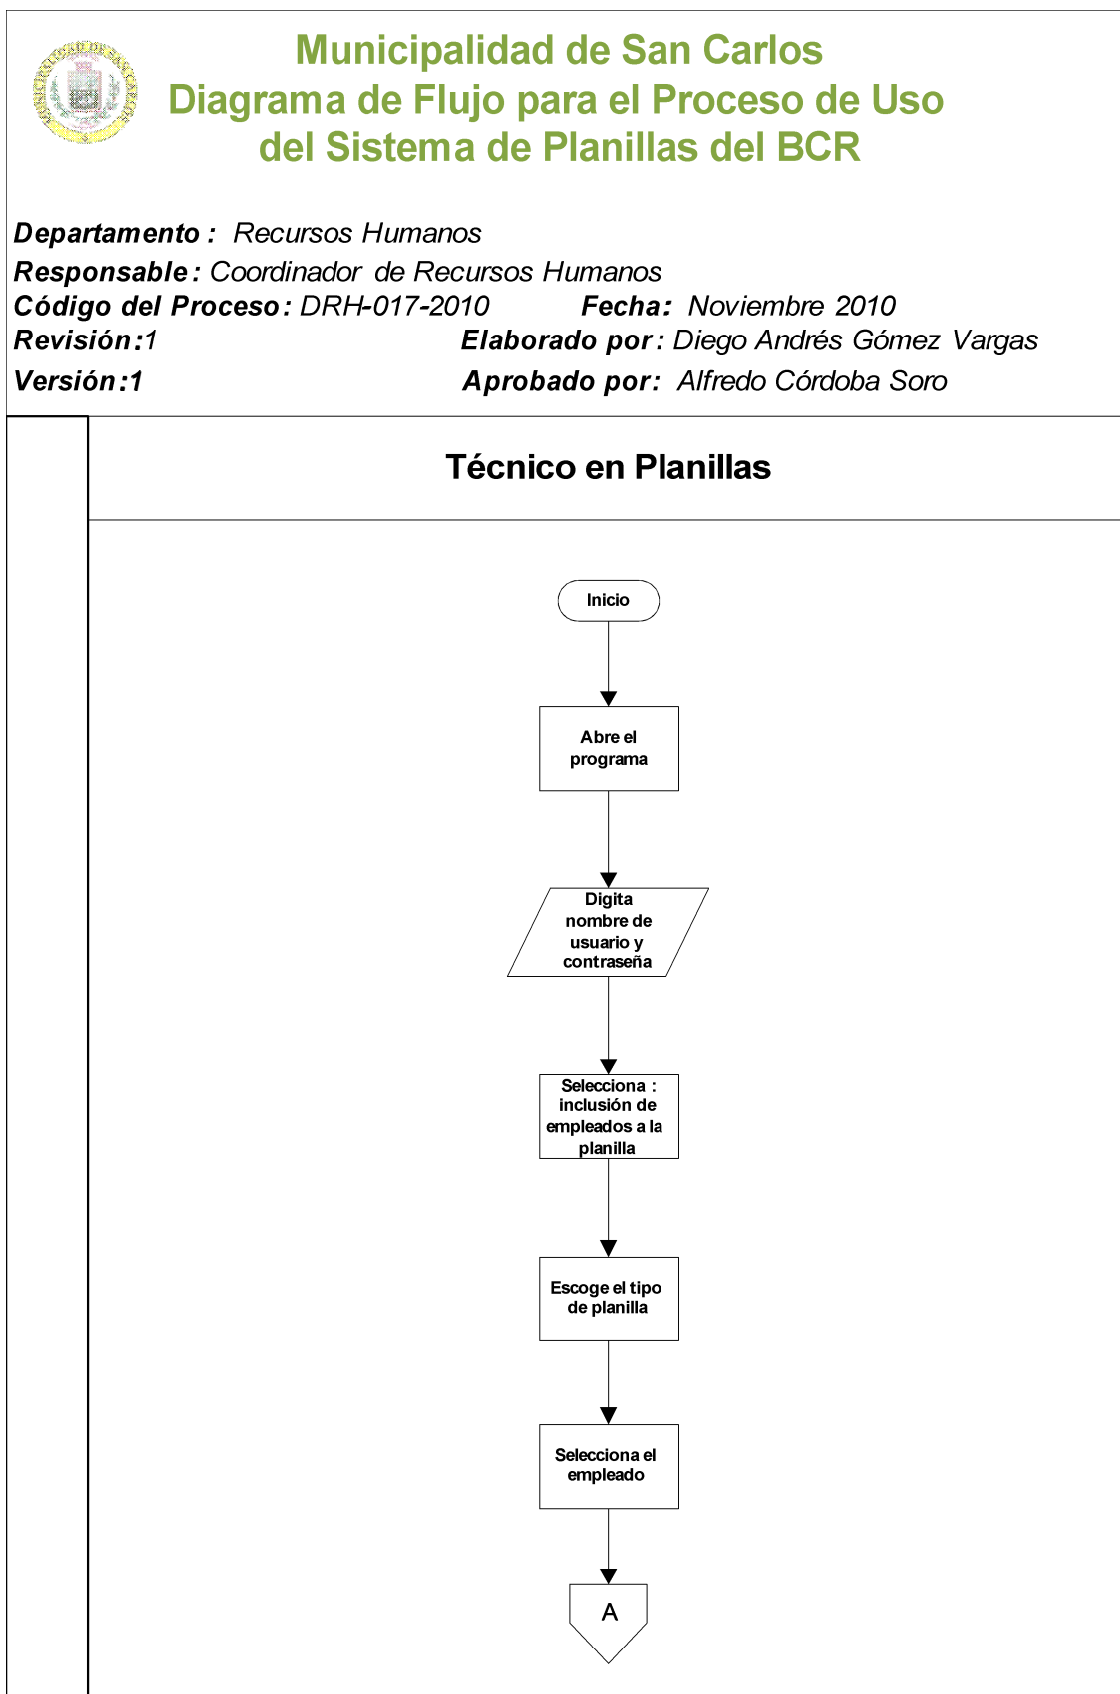 Municipalidad de San Carlos
Diagrama de Flujo para el Proceso de Uso
del Sistema de Planillas del BCR
Departamento: Recursos Humanos
Responsable: Coordinador de Recursos Humanos
Código del Proceso: DRH-017-2010 Fecha: Noviembre 2010
Revisión:1 Elaborado por: Diego Andrés Gómez Vargas
Versión:1 Aprobado por: Alfredo Córdoba Soro
Técnico en Planillas
Inicio
Abre el
programa
Digita
nombre de
usuario y
contraseña
Selecciona :
inclusión de
empleados a la
planilla
Escoge el tipo
de planilla
Selecciona el
empleado
A